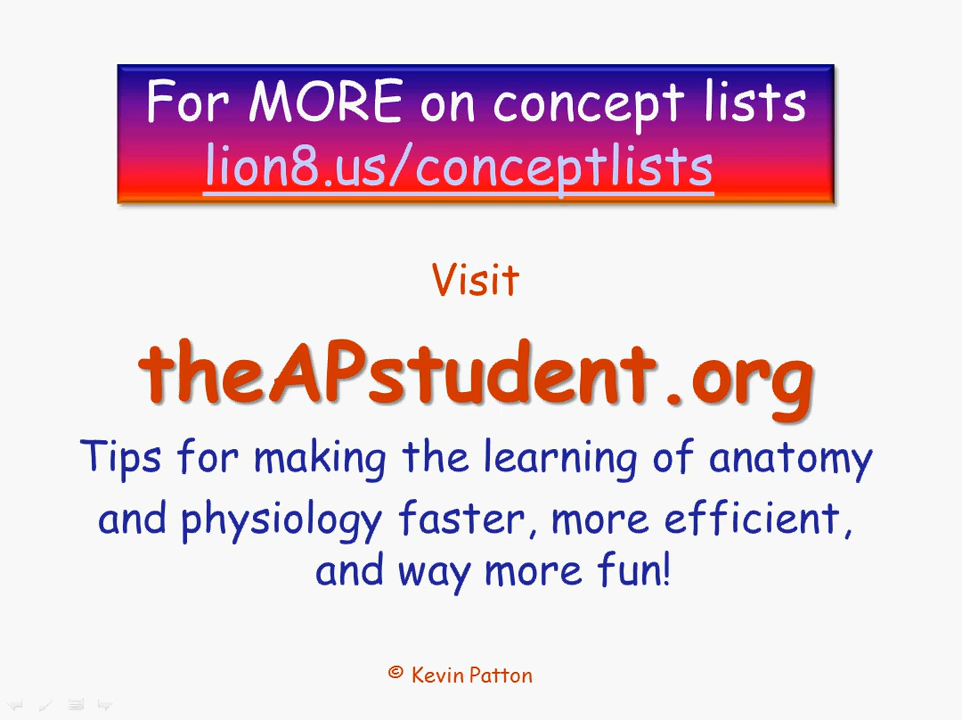 For MORE on concept lists
lion8.us/conceptlists
Visit
theAPstudent.org
Tips for making the learning of anatomy
and physiology faster, more efficient,
and way more fun!
© Kevin Patton